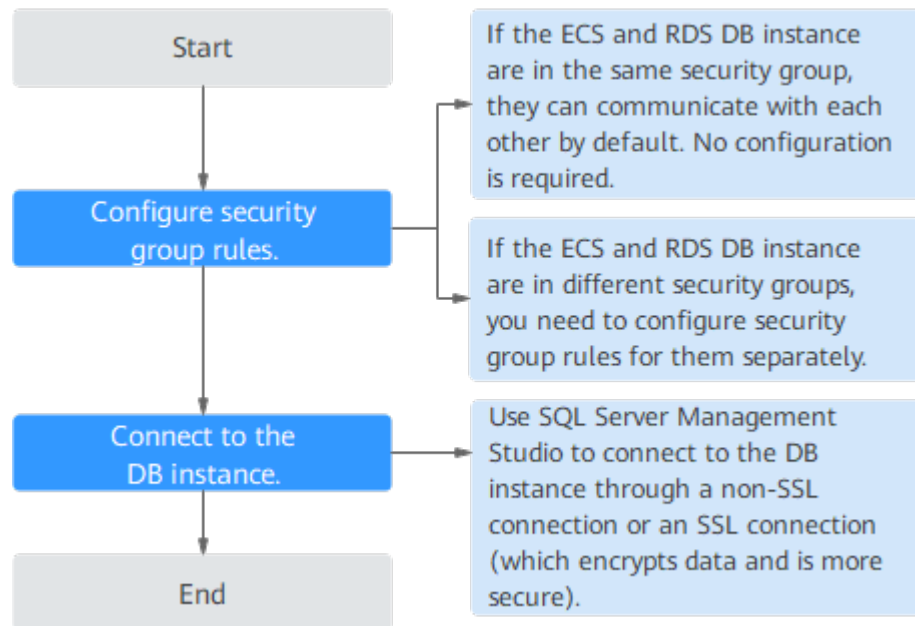 Start
If the ECS and RDS DB instance
are in the same security group,
they can communicate with each
other by default. No configuration
is required.
Configure security
group rules.
If the ECS and RDS DB instance
are in different security groups,
you need to configure security
group rules for them separately.
Connect to the
DB instance.
Use SQL Server Management
Studio to connect to the DB
instance through a non-SSL
connection or an SSL connection
(which encrypts data and is more
secure).
End